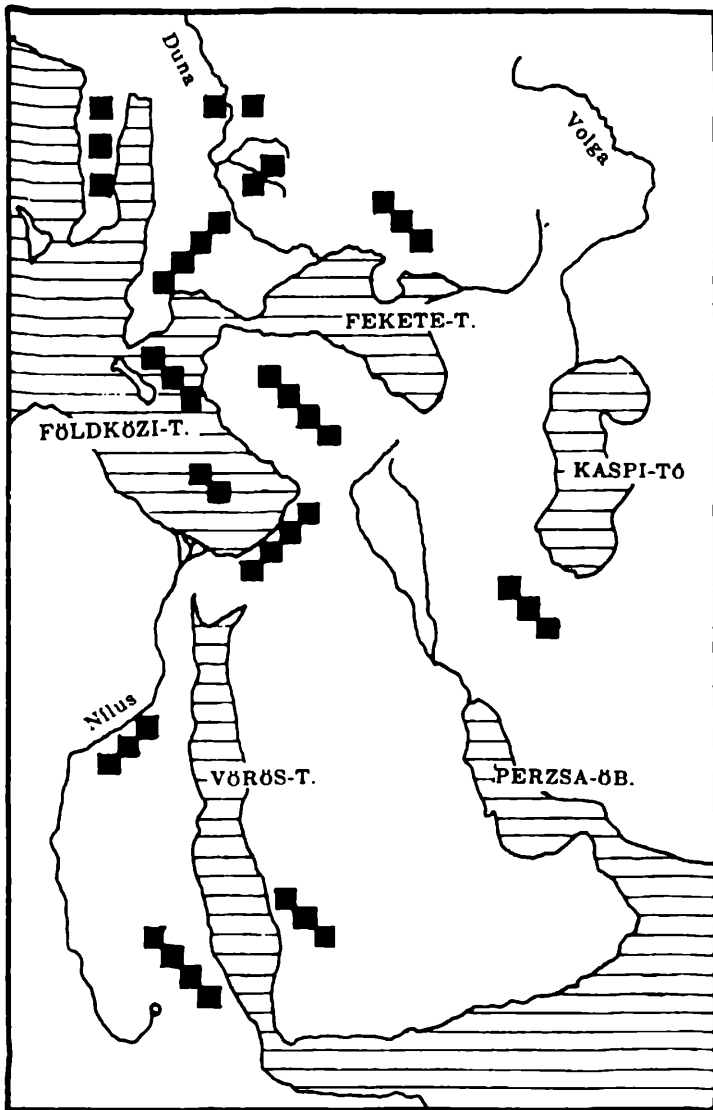 Duna
Volga
FEKETE-T.
FÖLDKÖZI-T.
KASPI-TÓ
Nílus
VÖRÖS-T.
PERZSA-ÖB.